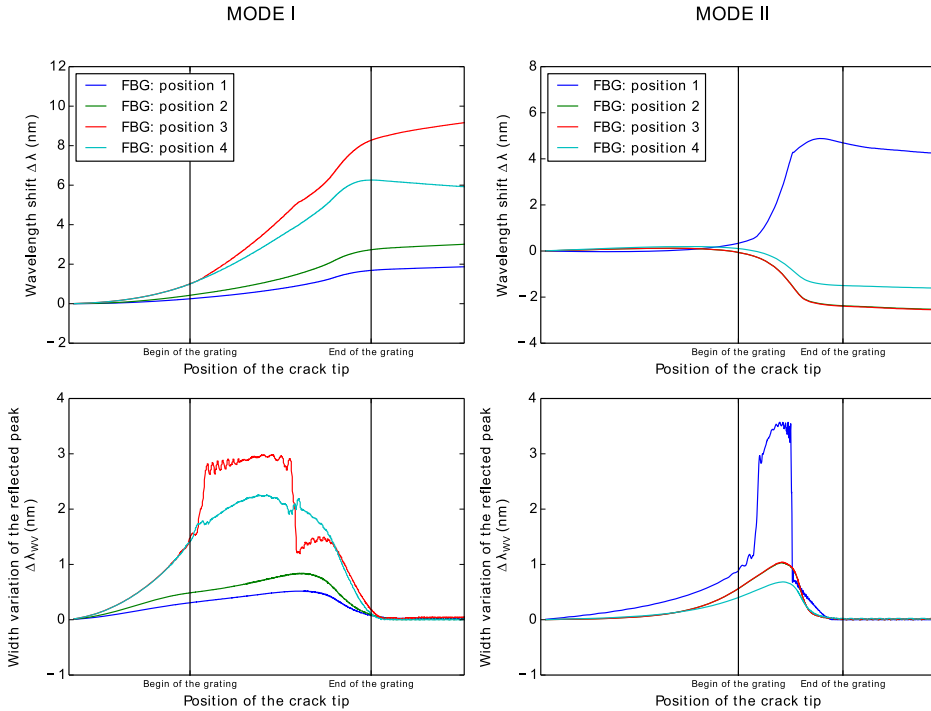 MODE I
MODE II
Wavelength shift Δ λ (nm)
12
10
8
6
4
2
0
−2
FBG: position 1
FBG: position 2
FBG: position 3
FBG: position 4
Begin of the grating
End of the grating
Position of the crack tip
Wavelength shift Δ λ (nm)
8
6
4
2
0
−2
−4
FBG: position 1
FBG: position 2
FBG: position 3
FBG: position 4
Begin of the grating
End of the grating
Position of the crack tip
Width variation of the reflected peak
Δ λWV (nm)
4
3
2
1
0
−1
Begin of the grating
End of the grating
Position of the crack tip
Width variation of the reflected peak
Δ λWV (nm)
4
3
2
1
0
−1
Begin of the grating
End of the grating
Position of the crack tip